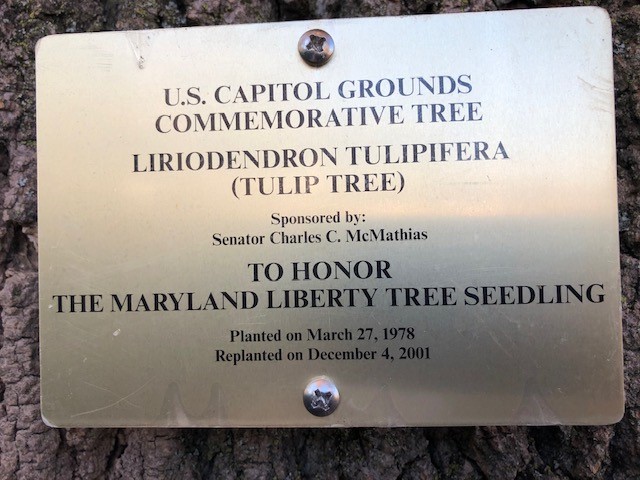 U.S. CAPITOL GROUNDS
COMMEMORATIVE TREE
LIRIODENDRON TULIPIFERA
(TULIP TREE)
Sponsored by:
Senator Charles C. McMathias
TO HONOR
THE MARYLAND LIBERTY TREE SEEDLING
Planted on March 27, 1978
Replanted on December 4, 2001